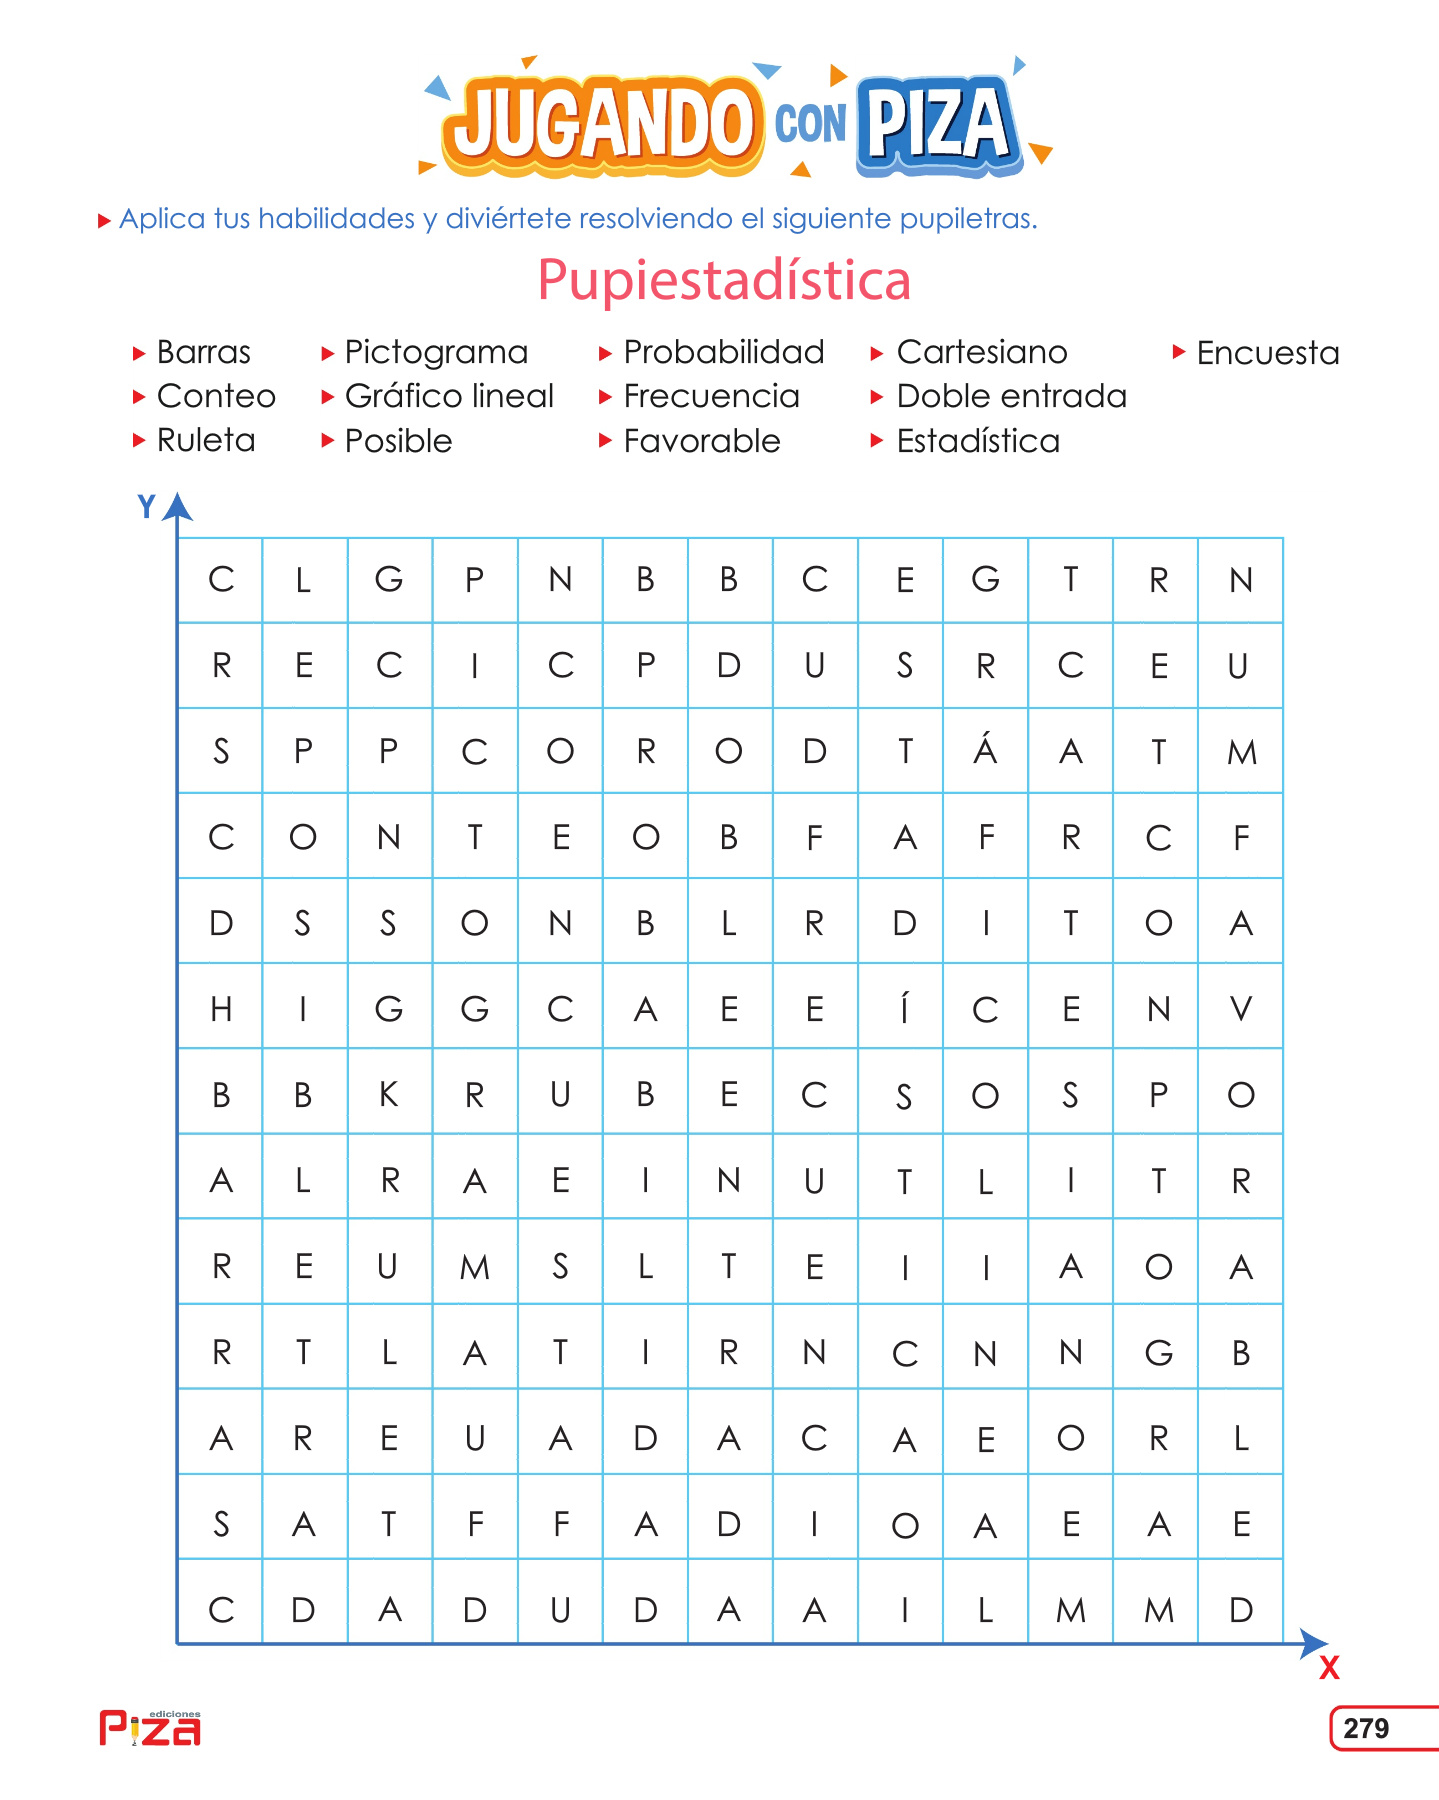 JUGANDO CON PIZA
Aplica tus habilidades y diviértete resolviendo el siguiente pupiletras.
Pupiestadística
Barras Pictograma Probabilidad Cartesiano Encuesta
Conteo Gráfico lineal Frecuencia Doble entrada
Ruleta Posible Favorable Estadística
Y
C L G P N B B C E G T R N
R E C I C P D U S R C E U
S P P C O R O D T Á A T M
C O N T E O B F A F R C F
D S S O N B L R D I T O A
H I G G C A E E Í C E N V
B B K R U B E C S O S P O
A L R A E I N U T L I T R
R E U M S L T E I I A O A
R T L A T I R N C N N G B
A R E U A D A C A E O R L
S A T F F A D I O A E A E
C D A D U D A A I L M M D
X
ediciones
Piza
279